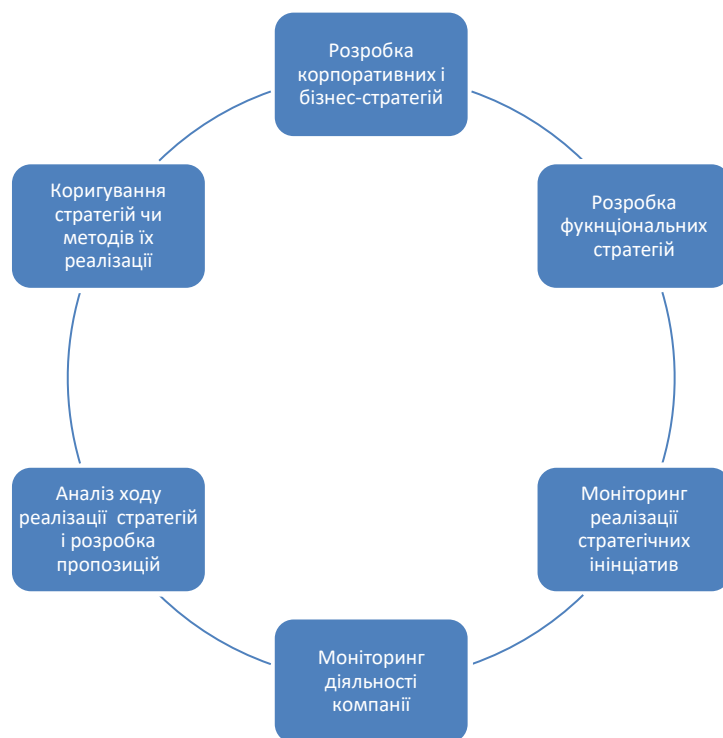 Розробка
корпоративних і
бізнес-стратегій
Розробка
фукнціональних
стратегій
Моніторинг
реалізації
стратегічних
інінціатив
Моніторинг
діяльності
компанії
Аналіз ходу
реалізації стратегій
і розробка
пропозицій
Коригування
стратегій чи
методів їх
реалізації